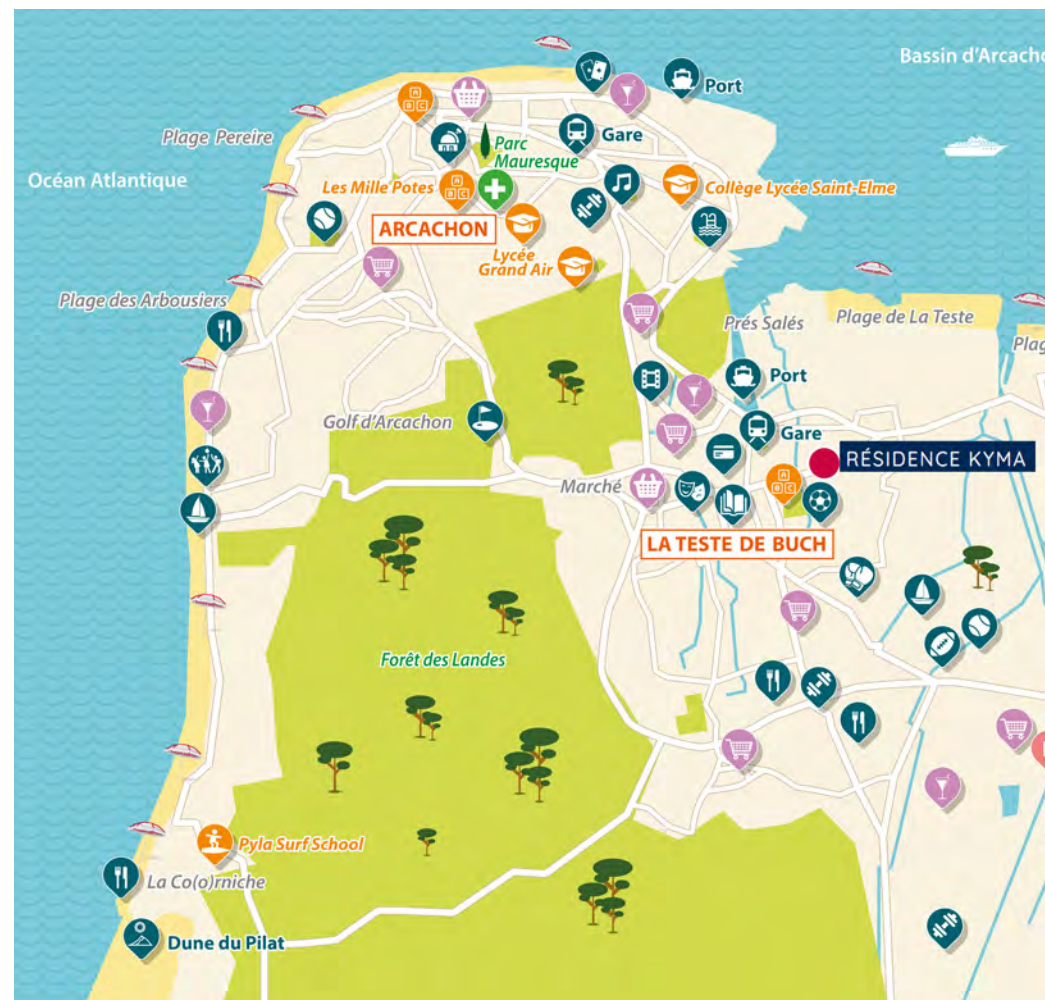 Bassin d'Arcacho
Port
Plage Pereire
Gare
Parc
Mauresque
Océan Atlantique
Les Mille Potes
Collège Lycée Saint-Elme
ARCACHON
Lycée
Grand Air
Plage des Arbousiers
Prés Salés
Plage de La Teste
Plag
Port
Golf d'Arcachon
Gare
RÉSIDENCE KYMA
Marché
LA TESTE DE BUCH
Forêt des Landes
Pyla Surf School
La Co(o)rniche
Dune du Pilat